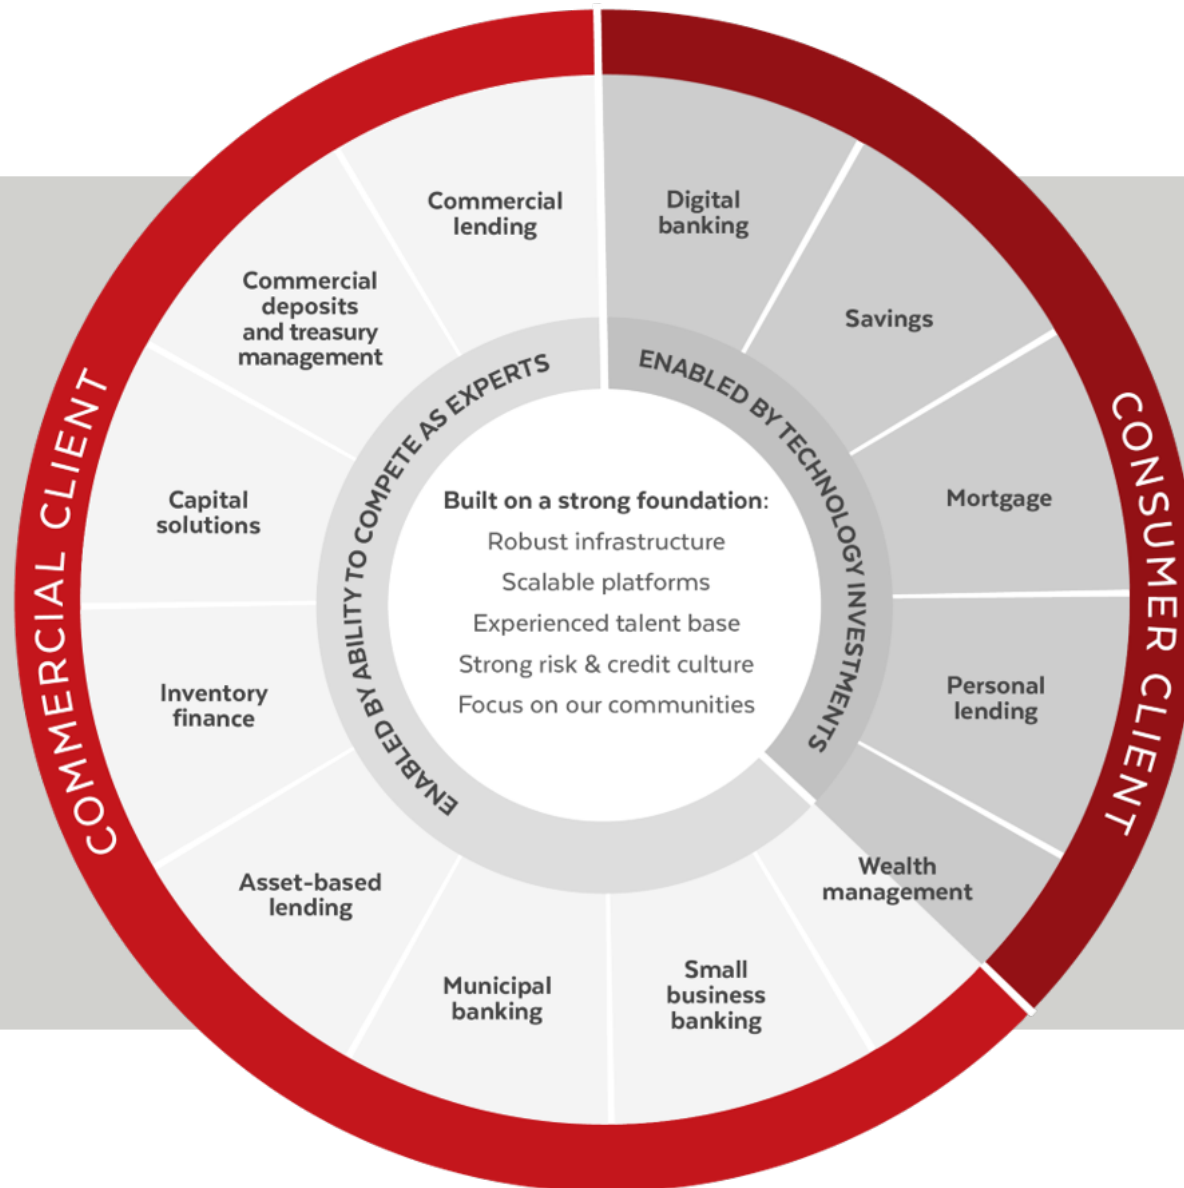 COMMERCIAL CLIENT
CONSUMER CLIENT
Commercial
lending
Digital
banking
Savings
Mortgage
Personal
lending
Wealth
management
Small
business
banking
Municipal
banking
Asset-based
lending
Inventory
finance
Capital
solutions
Commercial
deposits
and treasury
management
ENABLED BY ABILITY TO COMPETE AS EXPERTS
ENABLED BY TECHNOLOGY INVESTMENTS
Built on a strong foundation:
Robust infrastructure
Scalable platforms
Experienced talent base
Strong risk & credit culture
Focus on our communities